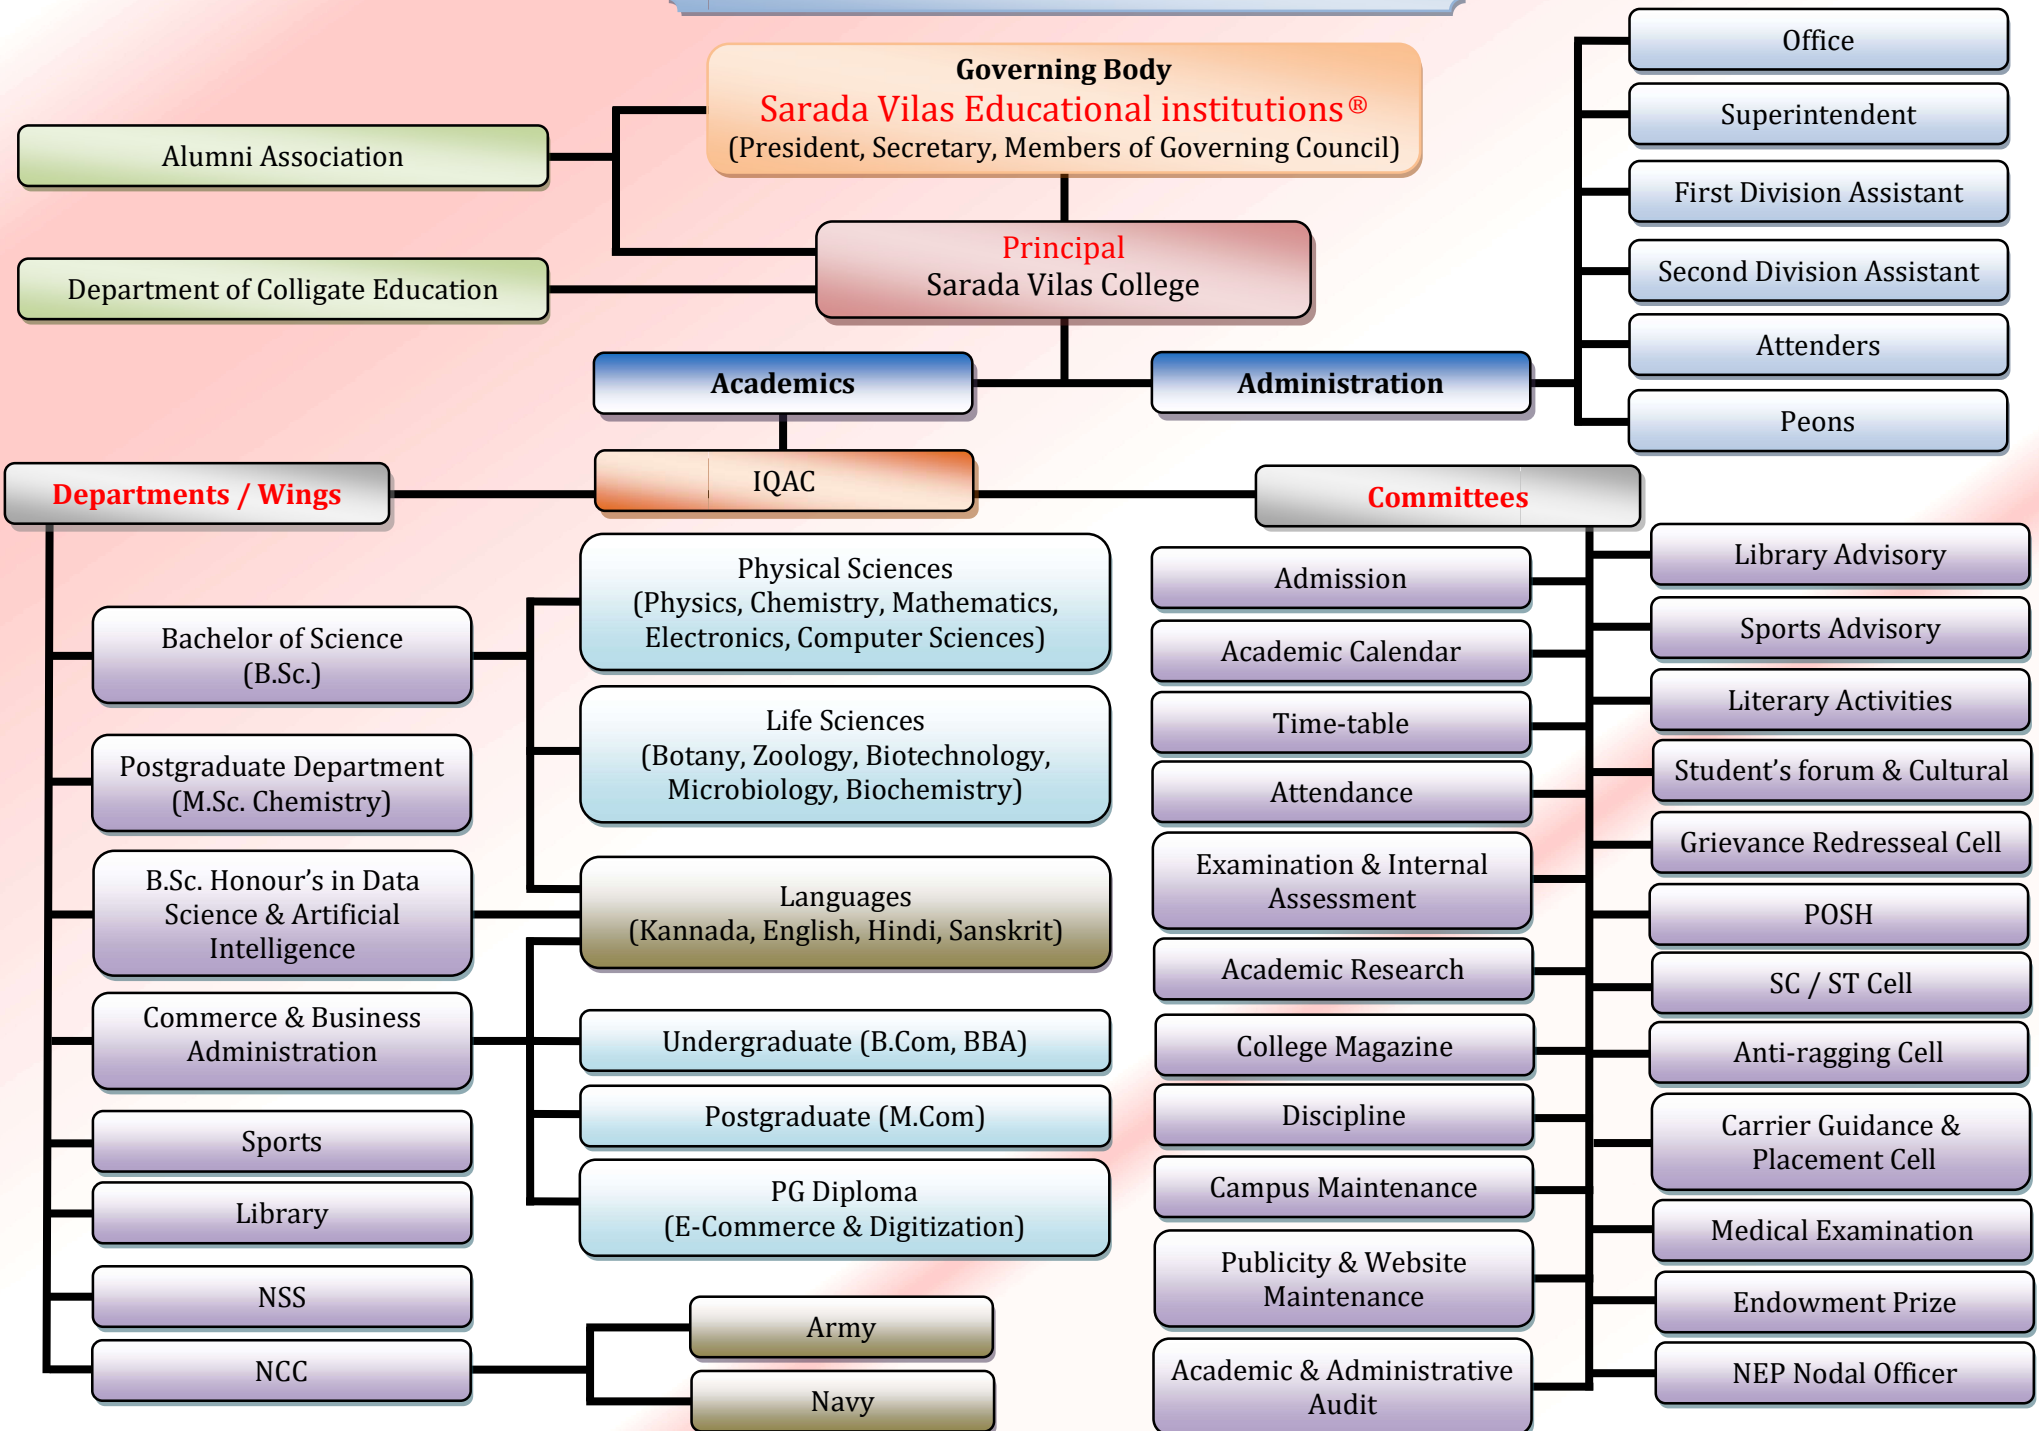 Governing Body
Sarada Vilas Educational institutions®
(President, Secretary, Members of Governing Council)
Alumni Association
Principal
Sarada Vilas College
Department of Colligate Education
Academics
Administration
Office
Superintendent
First Division Assistant
Second Division Assistant
Attenders
Peons
IQAC
Departments / Wings
Committees
Bachelor of Science
(B.Sc.)
Postgraduate Department
(M.Sc. Chemistry)
B.Sc. Honour’s in Data
Science & Artificial
Intelligence
Commerce & Business
Administration
Sports
Library
NSS
NCC
Physical Sciences
(Physics, Chemistry, Mathematics,
Electronics, Computer Sciences)
Life Sciences
(Botany, Zoology, Biotechnology,
Microbiology, Biochemistry)
Languages
(Kannada, English, Hindi, Sanskrit)
Undergraduate (B.Com, BBA)
Postgraduate (M.Com)
PG Diploma
(E-Commerce & Digitization)
Army
Navy
Admission
Academic Calendar
Time-table
Attendance
Examination & Internal
Assessment
Academic Research
College Magazine
Discipline
Campus Maintenance
Publicity & Website
Maintenance
Academic & Administrative
Audit
Library Advisory
Sports Advisory
Literary Activities
Student’s forum & Cultural
Grievance Redresseal Cell
POSH
SC / ST Cell
Anti-ragging Cell
Carrier Guidance &
Placement Cell
Medical Examination
Endowment Prize
NEP Nodal Officer